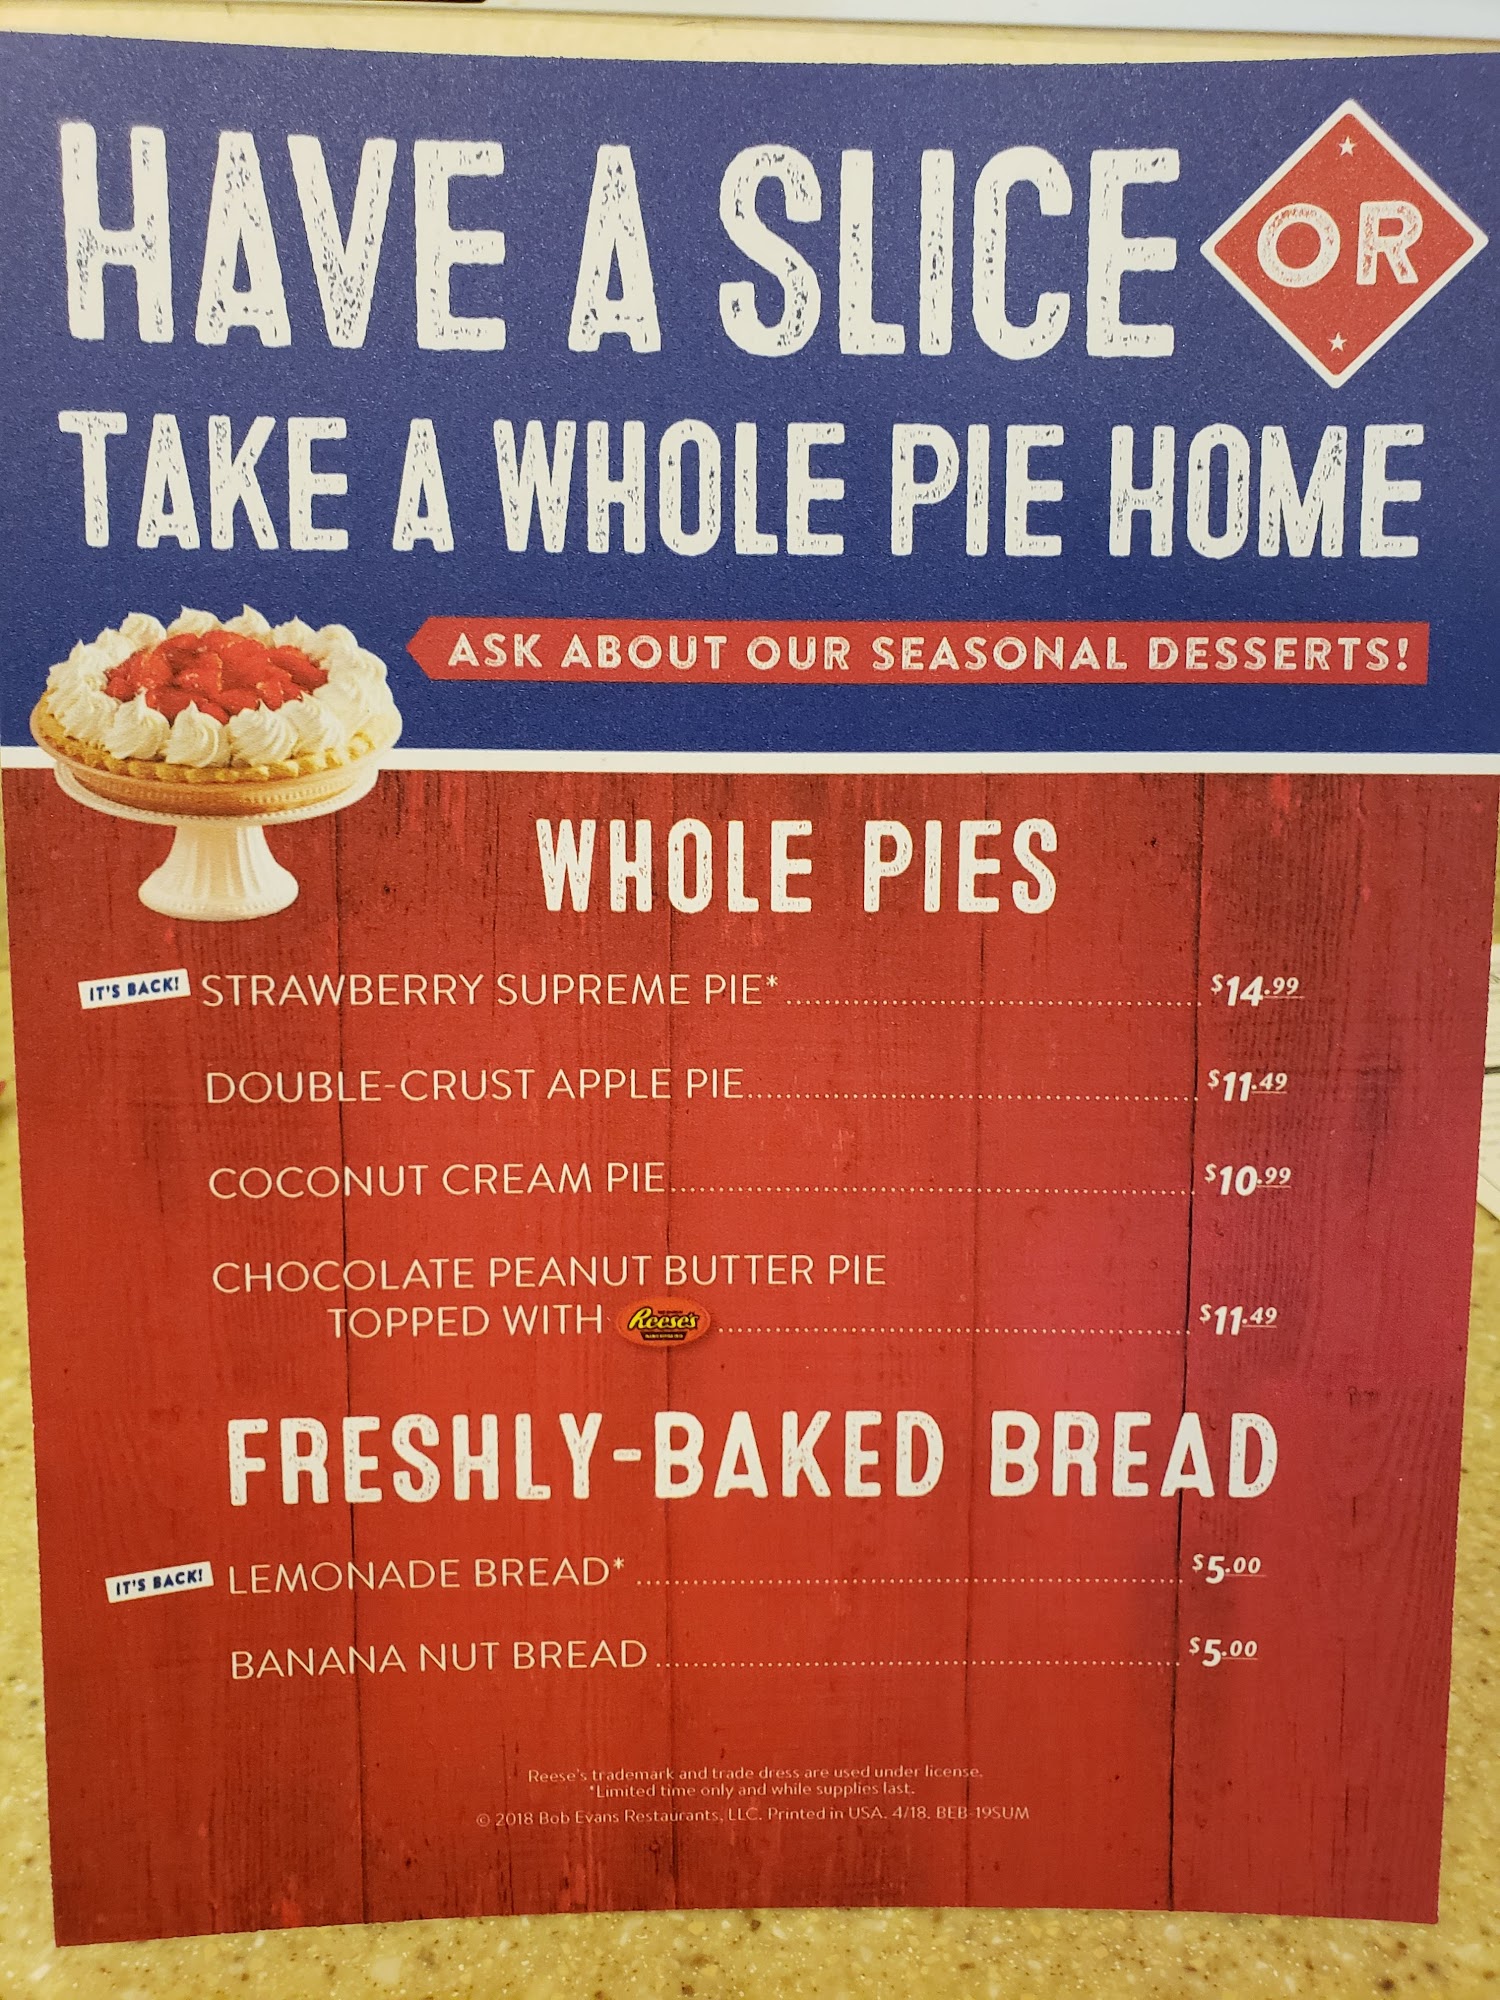 HAVE A SLICE OR
TAKE A WHOLE PIE HOME
ASK ABOUT OUR SEASONAL DESSERTS!
WHOLE PIES
IT'S BACK! STRAWBERRY SUPREME PIE* $14.99
DOUBLE-CRUST APPLE PIE $11.49
COCONUT CREAM PIE $10.99
CHOCOLATE PEANUT BUTTER PIE
TOPPED WITH Reese's $11.49
FRESHLY-BAKED BREAD
IT'S BACK! LEMONADE BREAD* $5.00
BANANA NUT BREAD $5.00
Reese's trademark and trade dress are used under license.
*Limited time only and while supplies last.
© 2018 Bob Evans Restaurants, LLC. Printed in USA. 4/18. BEB-19SUM